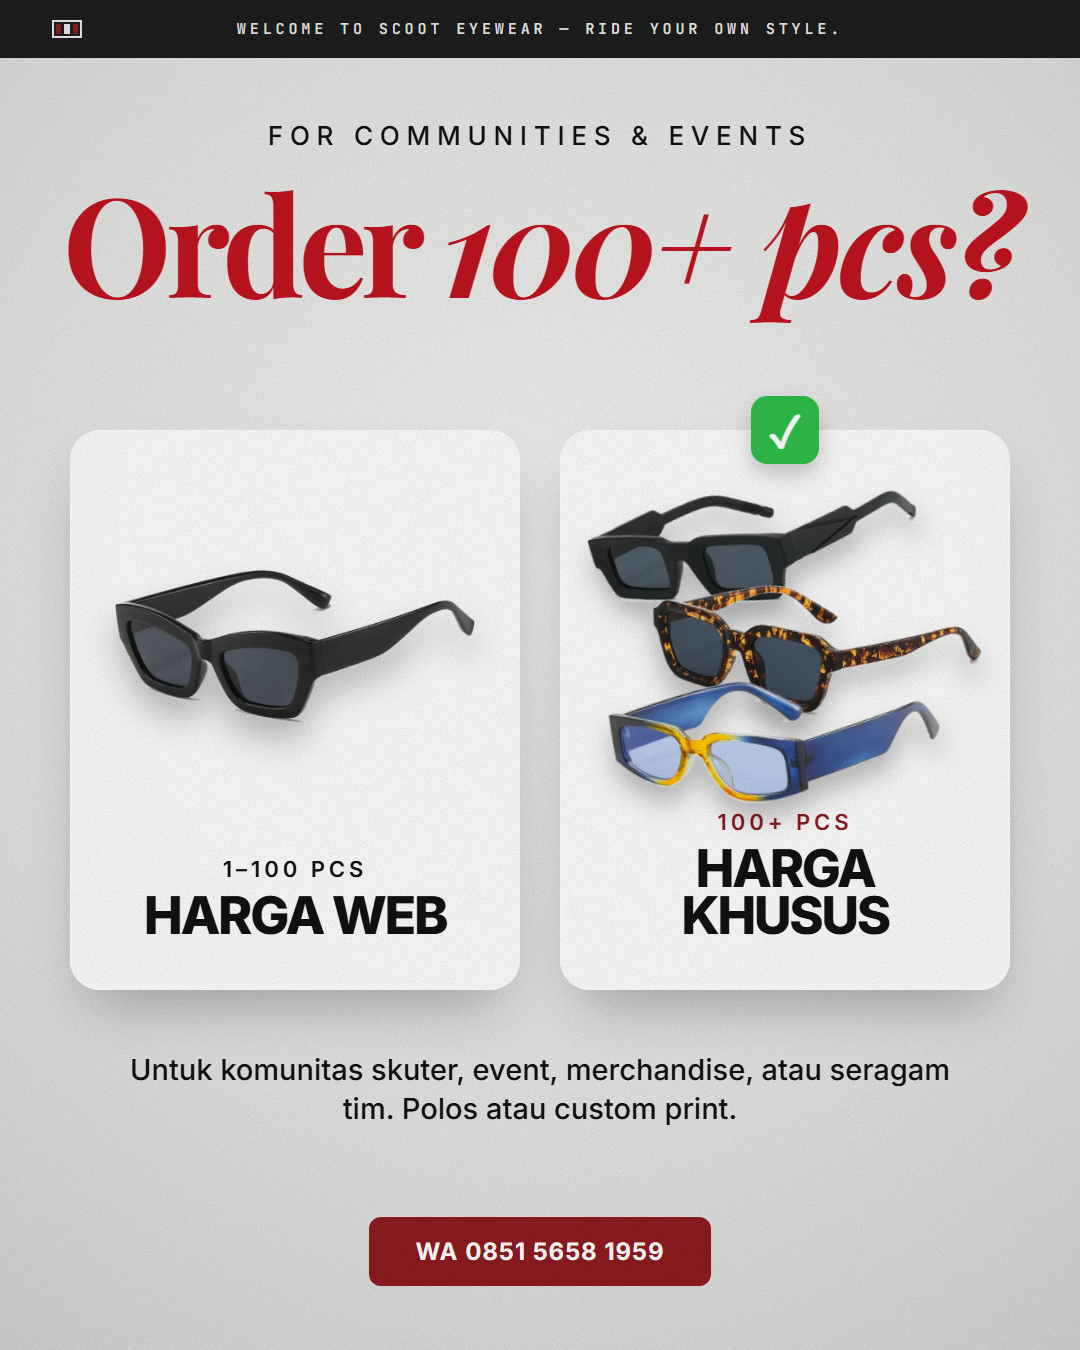 WELCOME TO SCOOT EYEWEAR — RIDE YOUR OWN STYLE.
FOR COMMUNITIES & EVENTS
Order 100+ pcs?
1–100 PCS
HARGA WEB
100+ PCS
HARGA
KHUSUS
Untuk komunitas skuter, event, merchandise, atau seragam
tim. Polos atau custom print.
WA 0851 5658 1959